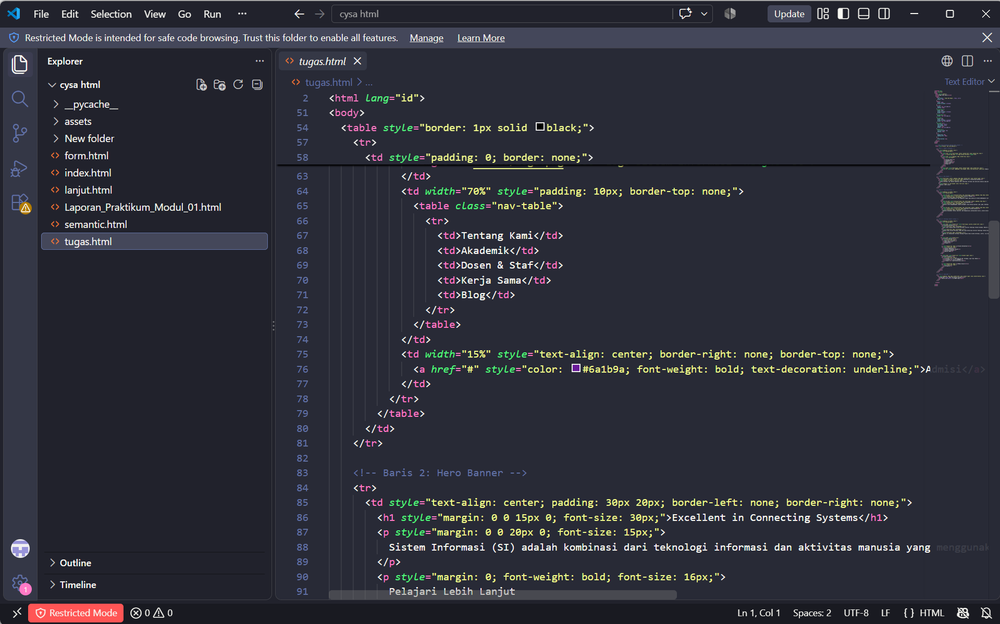 File Edit Selection View Go Run ··· cysa html Update
Restricted Mode is intended for safe code browsing. Trust this folder to enable all features. Manage Learn More
Explorer
cysa html
__pycache__
assets
New folder
form.html
index.html
lanjut.html
Laporan_Praktikum_Modul_01.html
semantic.html
tugas.html
Outline
Timeline
tugas.html
tugas.html > ...
Text Editor
2 <html lang="id">
51 <body>
54 <table style="border: 1px solid black;">
57 <tr>
58 <td style="padding: 0; border: none;">
63 </td>
64 <td width="70%" style="padding: 10px; border-top: none;">
65 <table class="nav-table">
66 <tr>
67 <td>Tentang Kami</td>
68 <td>Akademik</td>
69 <td>Dosen & Staf</td>
70 <td>Kerja Sama</td>
71 <td>Blog</td>
72 </tr>
73 </table>
74 </td>
75 <td width="15%" style="text-align: center; border-right: none; border-top: none;">
76 <a href="#" style="color: #6a1b9a; font-weight: bold; text-decoration: underline;">Admisi</a>
77 </td>
78 </tr>
79 </table>
80 </td>
81 </tr>
82
83 <!-- Baris 2: Hero Banner -->
84 <tr>
85 <td style="text-align: center; padding: 30px 20px; border-left: none; border-right: none;">
86 <h1 style="margin: 0 0 15px 0; font-size: 30px;">Excellent in Connecting Systems</h1>
87 <p style="margin: 0 0 20px 0; font-size: 15px;">
88 Sistem Informasi (SI) adalah kombinasi dari teknologi informasi dan aktivitas manusia yang menggunak
89 </p>
90 <p style="margin: 0; font-weight: bold; font-size: 16px;">
91 Pelajari Lebih Lanjut
1
Restricted Mode 0 0 Ln 1, Col 1 Spaces: 2 UTF-8 LF { } HTML